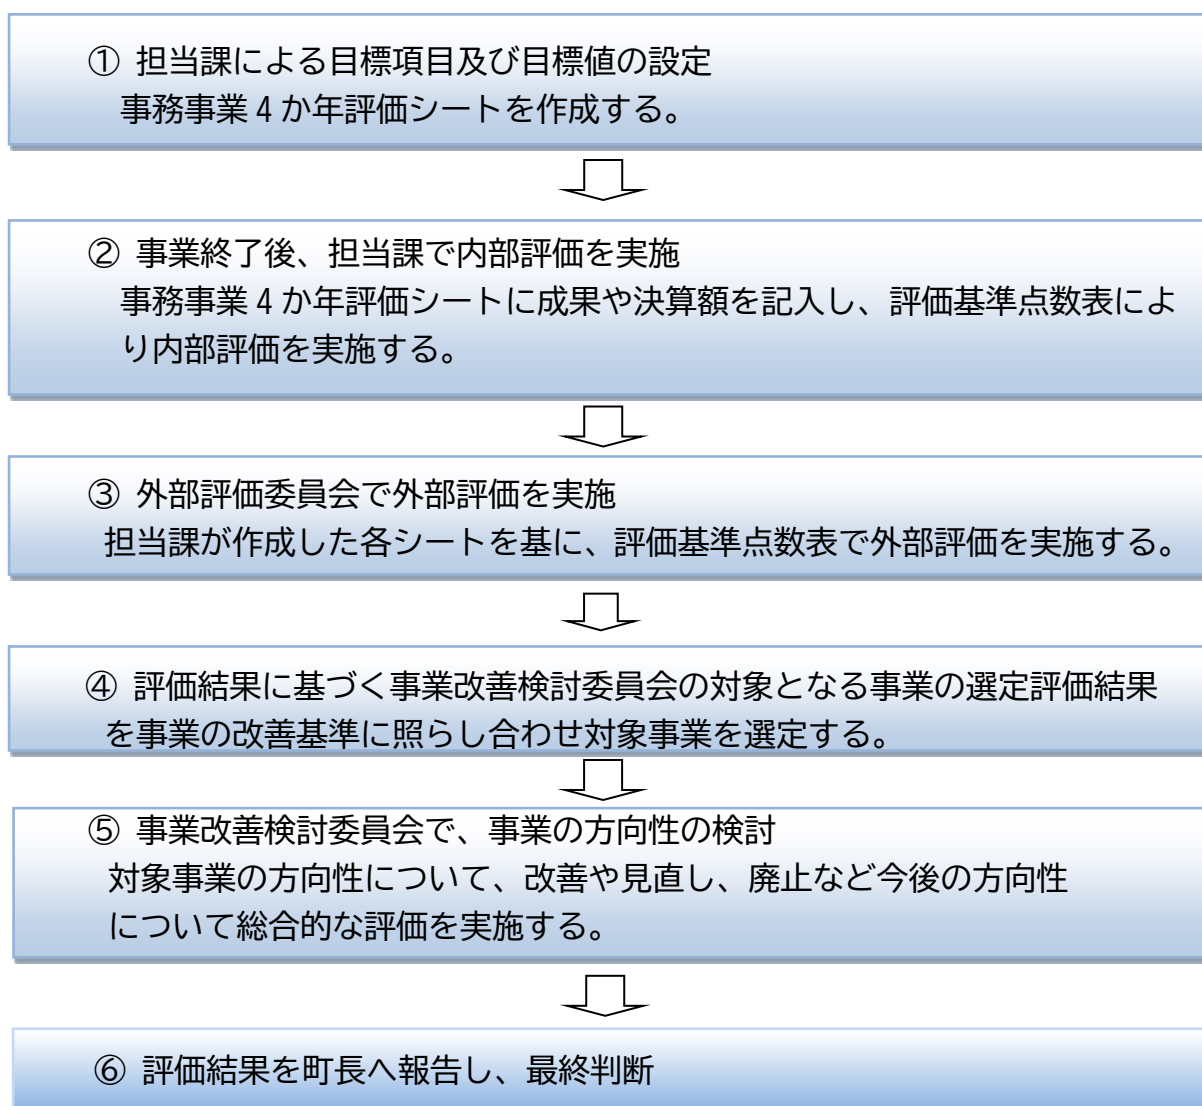 ① 担当課による目標項目及び目標値の設定
事務事業4か年評価シートを作成する。
② 事業終了後、担当課で内部評価を実施
事務事業4か年評価シートに成果や決算額を記入し、評価基準点数表によ
り内部評価を実施する。
③ 外部評価委員会で外部評価を実施
担当課が作成した各シートを基に、評価基準点数表で外部評価を実施する。
④ 評価結果に基づく事業改善検討委員会の対象となる事業の選定評価結果
を事業の改善基準に照らし合わせ対象事業を選定する。
⑤ 事業改善検討委員会で、事業の方向性の検討
対象事業の方向性について、改善や見直し、廃止など今後の方向性
について総合的な評価を実施する。
⑥ 評価結果を町長へ報告し、最終判断